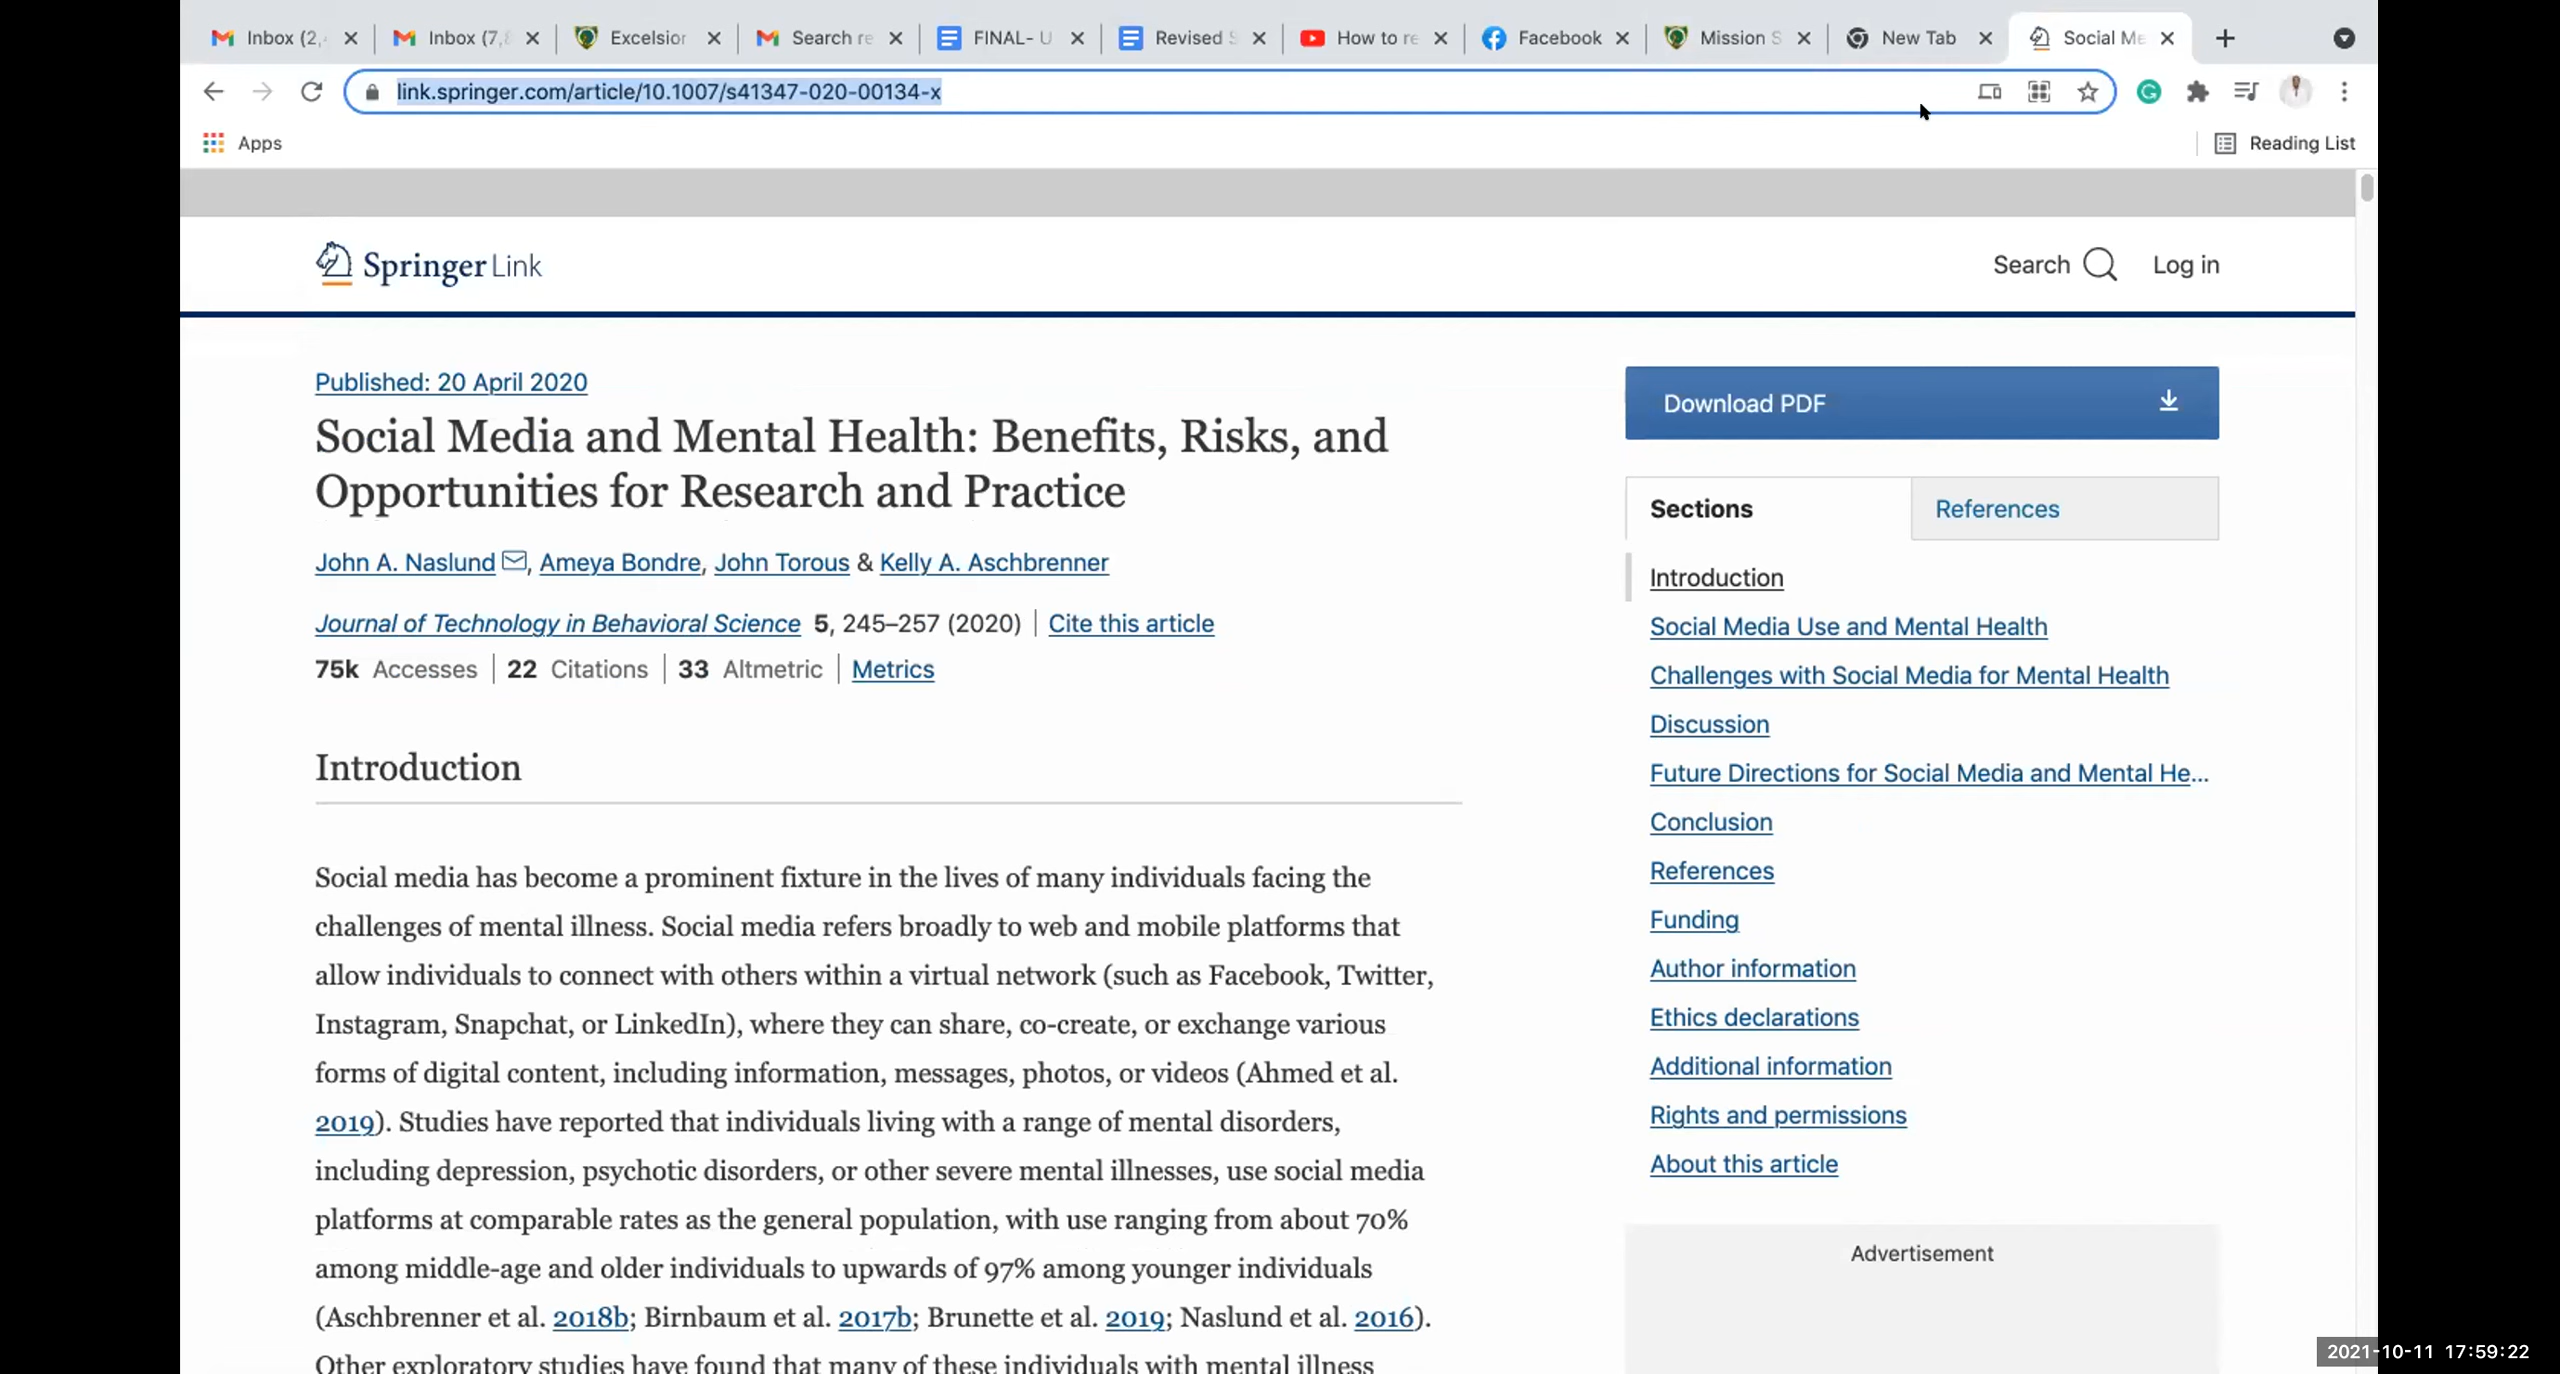 Inbox (2,
Inbox (7,
Excelsior
Search re
FINAL- U
Revised
How to re
Facebook
Mission S
New Tab
Social Me
link.springer.com/article/10.1007/s41347-020-00134-x
Apps
Reading List
Springer Link
Search
Log in
Published: 20 April 2020
Social Media and Mental Health: Benefits, Risks, and
Opportunities for Research and Practice
John A. Naslund, Ameya Bondre, John Torous & Kelly A. Aschbrenner
Journal of Technology in Behavioral Science 5, 245–257 (2020) | Cite this article
75k Accesses | 22 Citations | 33 Altmetric | Metrics
Introduction
Social media has become a prominent fixture in the lives of many individuals facing the
challenges of mental illness. Social media refers broadly to web and mobile platforms that
allow individuals to connect with others within a virtual network (such as Facebook, Twitter,
Instagram, Snapchat, or LinkedIn), where they can share, co-create, or exchange various
forms of digital content, including information, messages, photos, or videos (Ahmed et al.
2019). Studies have reported that individuals living with a range of mental disorders,
including depression, psychotic disorders, or other severe mental illnesses, use social media
platforms at comparable rates as the general population, with use ranging from about 70%
among middle-age and older individuals to upwards of 97% among younger individuals
(Aschbrenner et al. 2018b; Birnbaum et al. 2017b; Brunette et al. 2019; Naslund et al. 2016).
Other exploratory studies have found that many of these individuals with mental illness
Download PDF
Sections
References
Introduction
Social Media Use and Mental Health
Challenges with Social Media for Mental Health
Discussion
Future Directions for Social Media and Mental He...
Conclusion
References
Funding
Author information
Ethics declarations
Additional information
Rights and permissions
About this article
Advertisement
2021-10-11 17:59:22